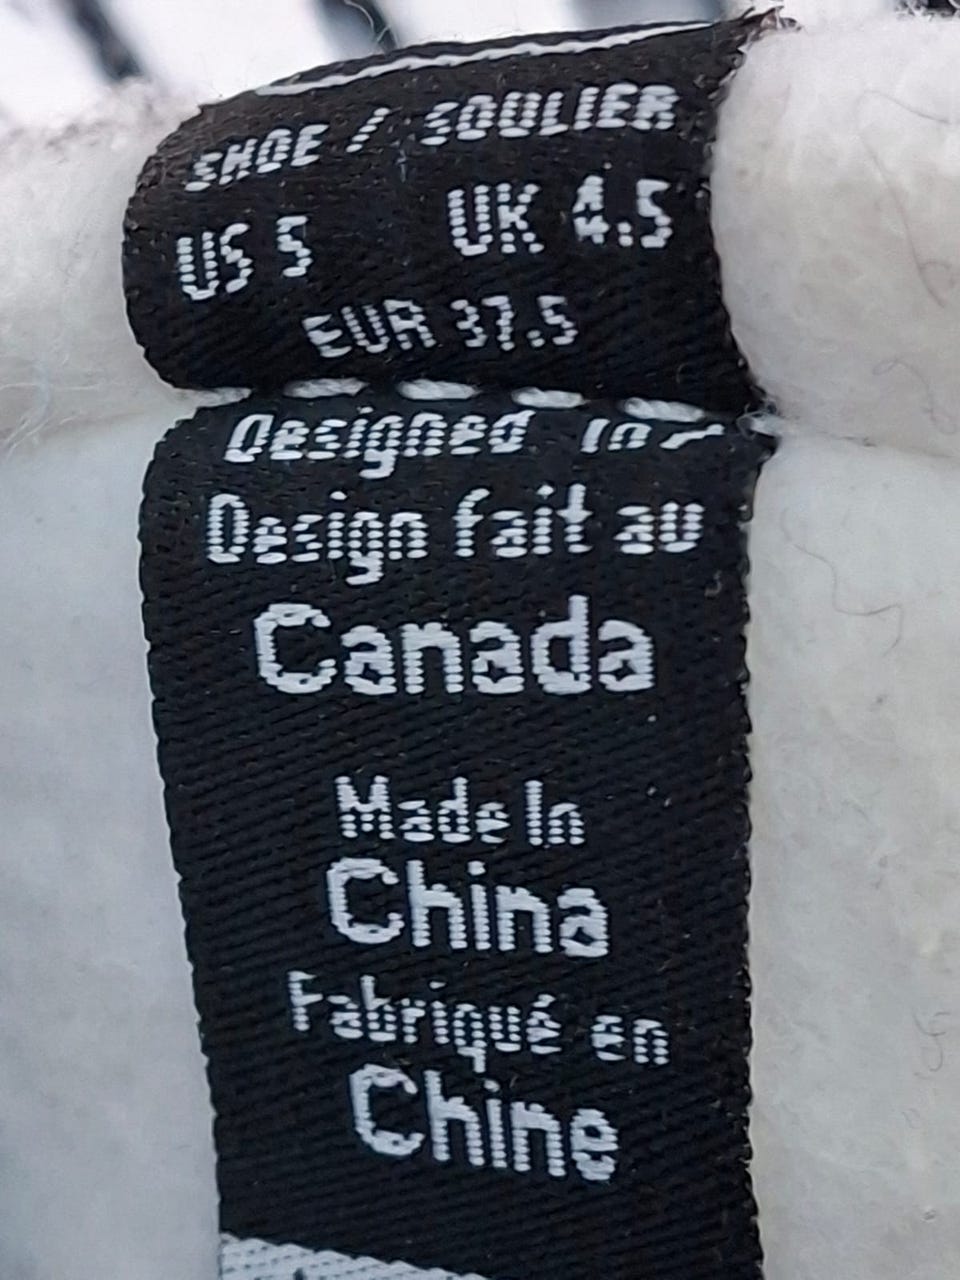 SHOE / SOULIER
US 5 UK 4.5
EUR 37.5
Designed in /
Design fait au
Canada
Made In
China
Fabriqué en
Chine